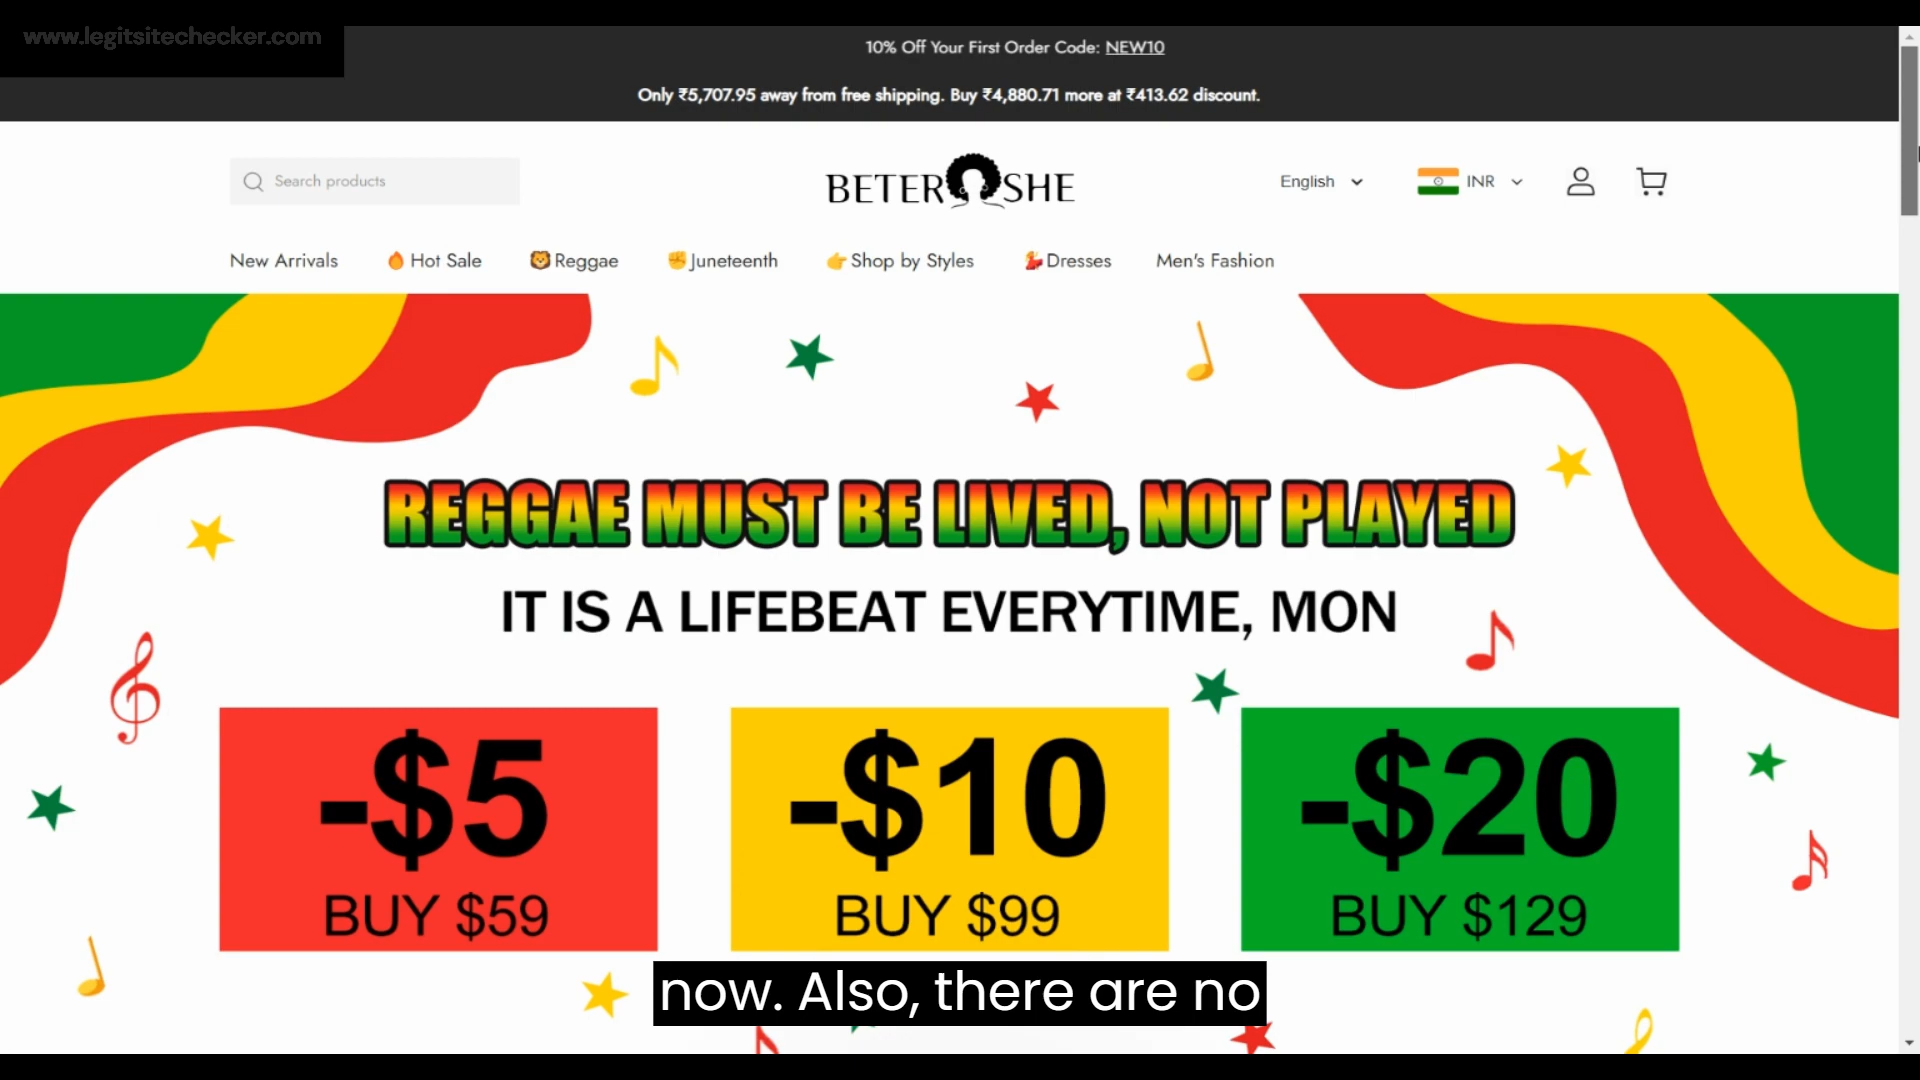 www.legitsitechecker.com
10% Off Your First Order Code: NEW10
Only ₹5,707.95 away from free shipping. Buy ₹4,880.71 more at ₹413.62 discount.
Search products
BETER SHE
English
INR
New Arrivals
Hot Sale
Reggae
Juneteenth
Shop by Styles
Dresses
Men's Fashion
REGGAE MUST BE LIVED, NOT PLAYED
IT IS A LIFEBEAT EVERYTIME, MON
-$5
BUY $59
-$10
BUY $99
-$20
BUY $129
now. Also, there are no